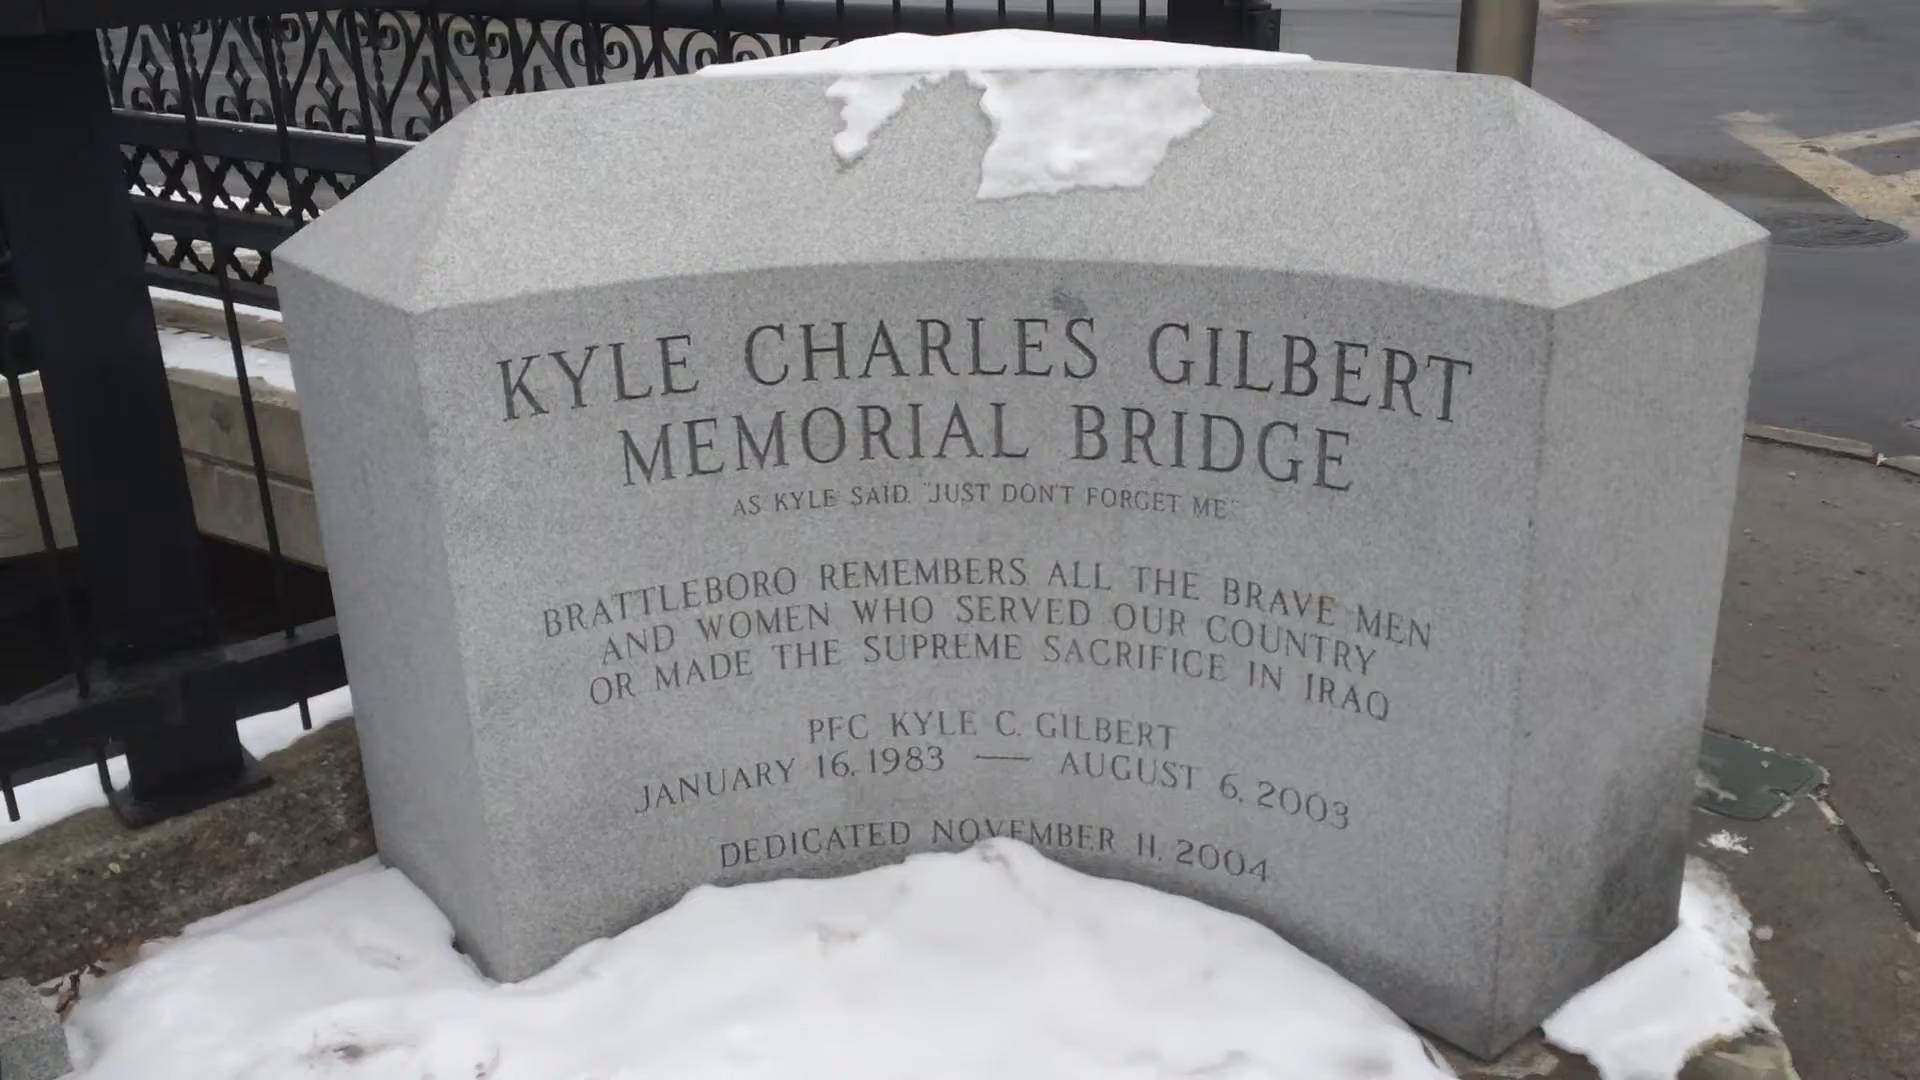 KYLE CHARLES GILBERT
MEMORIAL BRIDGE
AS KYLE SAID, "JUST DON'T FORGET ME."
BRATTLEBORO REMEMBERS ALL THE BRAVE MEN
AND WOMEN WHO SERVED OUR COUNTRY
OR MADE THE SUPREME SACRIFICE IN IRAQ
PFC KYLE C. GILBERT
JANUARY 16, 1983 — AUGUST 6, 2003
DEDICATED NOVEMBER 11, 2004